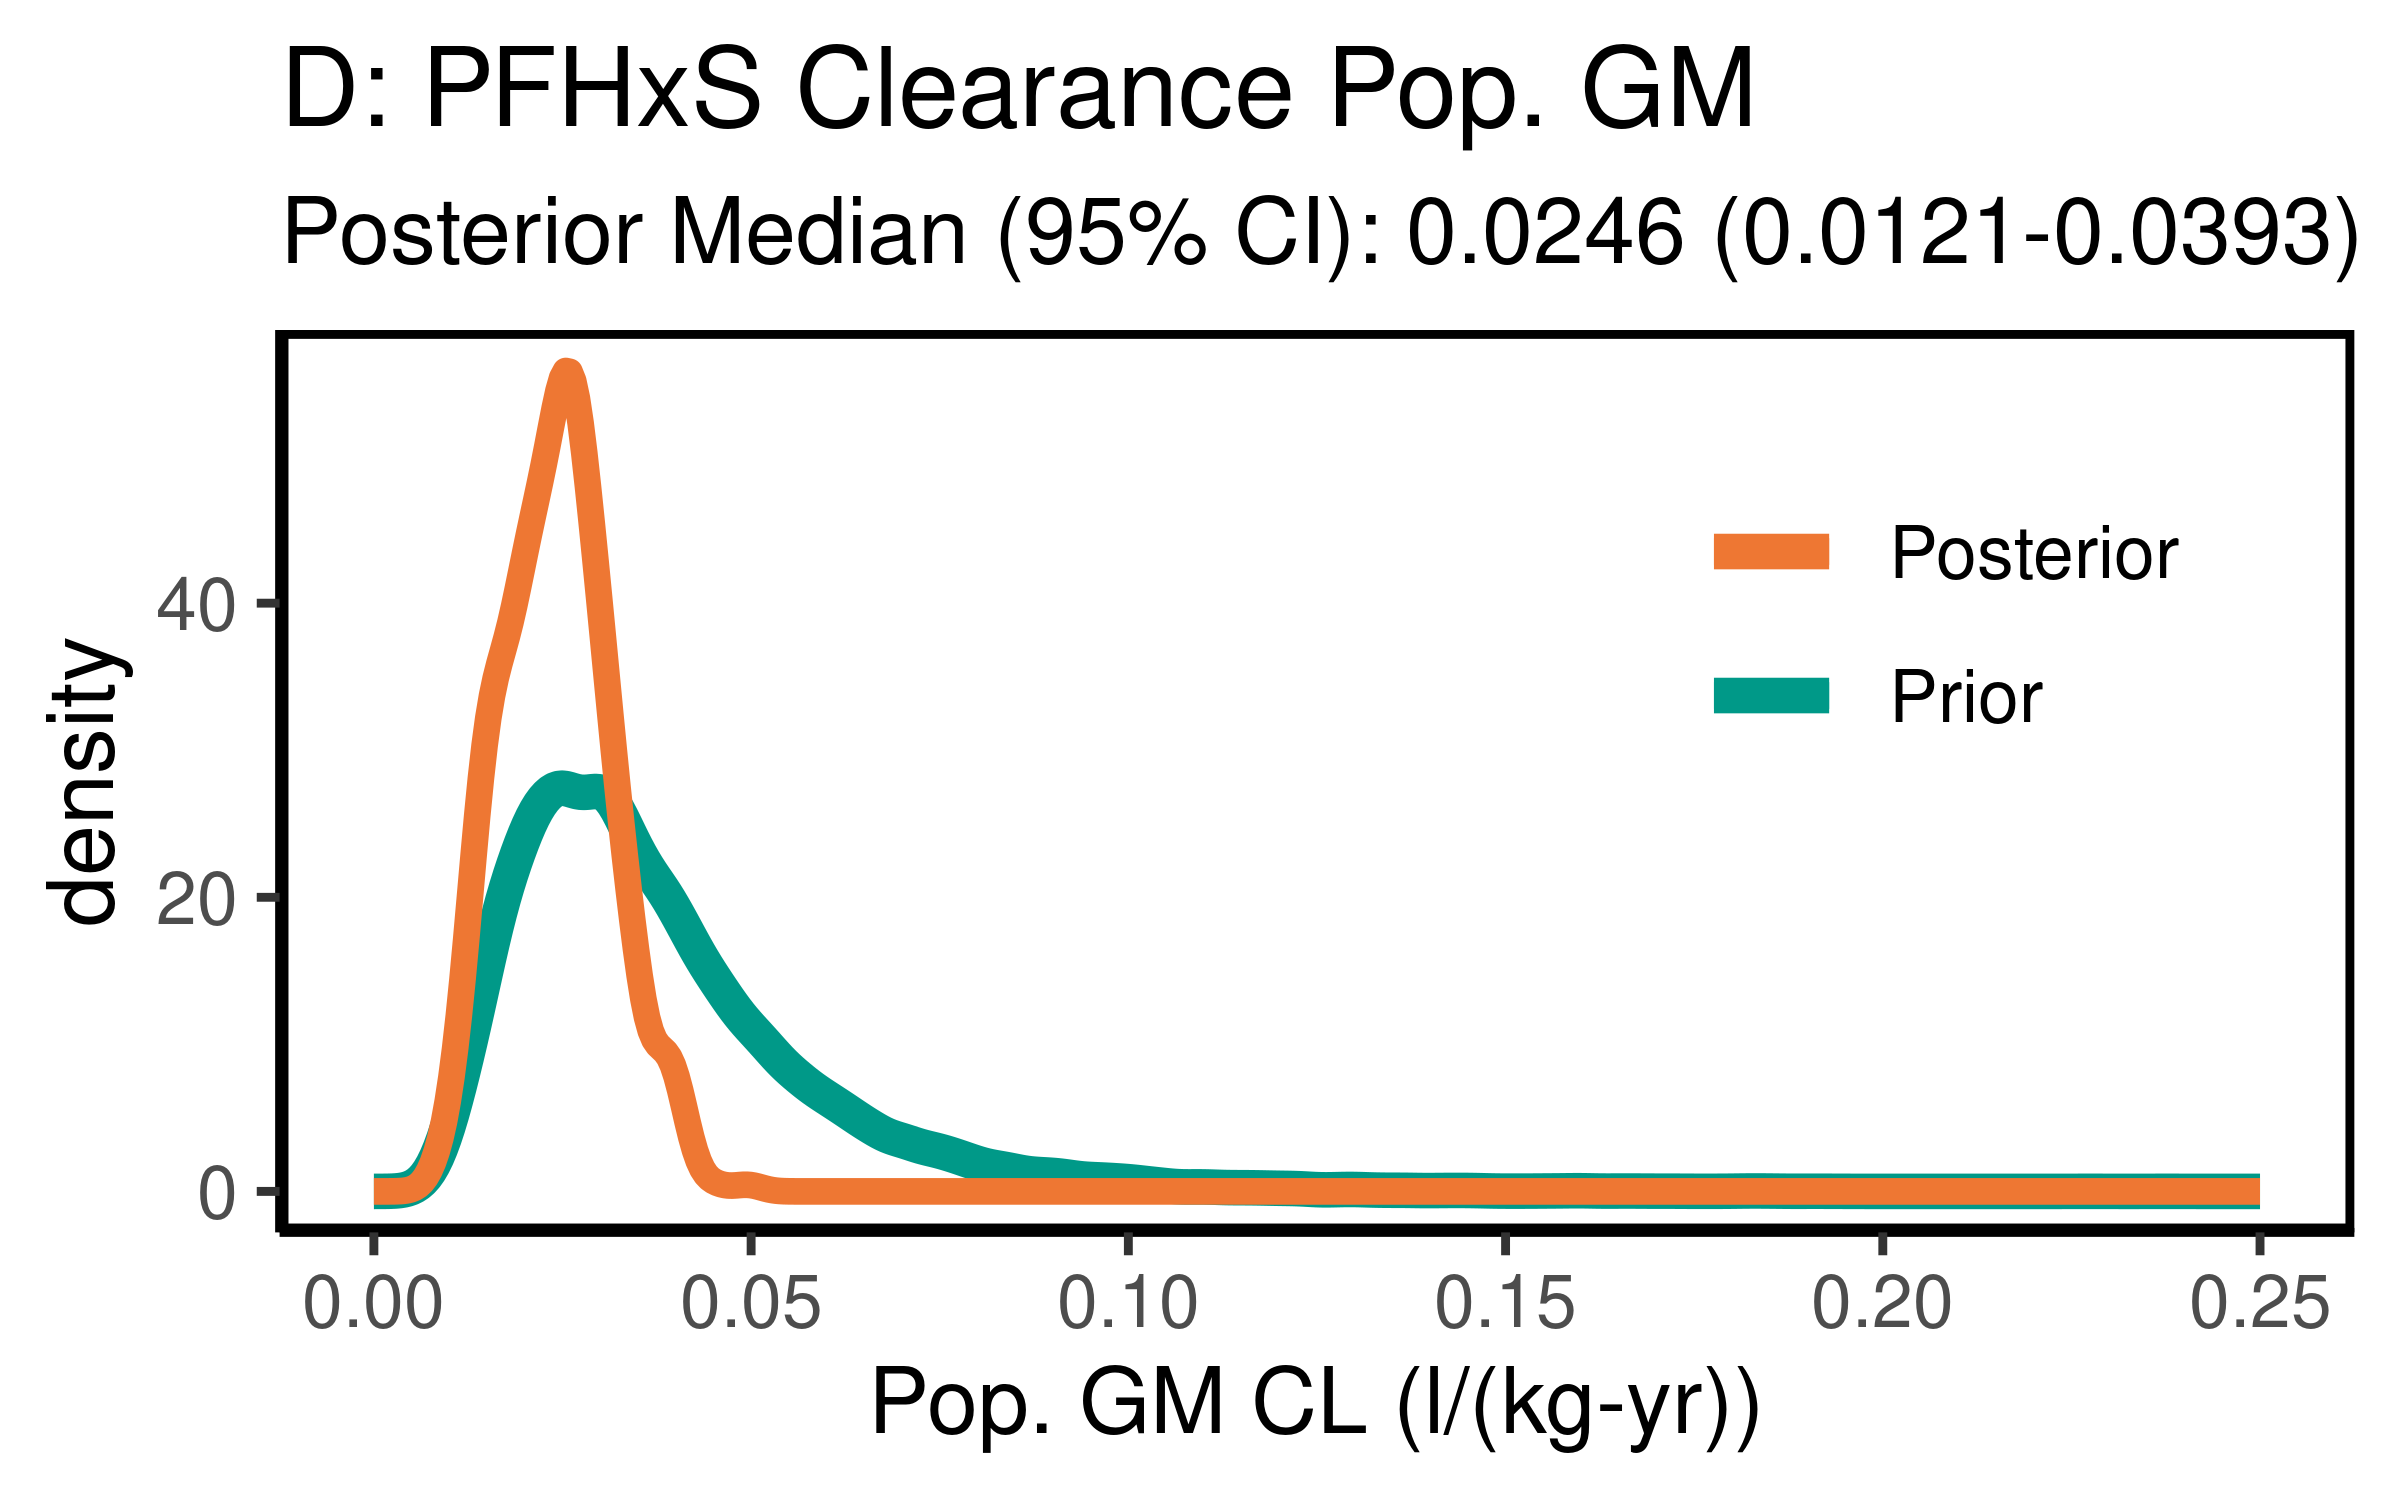 D: PFHxS Clearance Pop. GM
Posterior Median (95% CI): 0.0246 (0.0121-0.0393)
density
40
20
0
Posterior
Prior
0.00 0.05 0.10 0.15 0.20 0.25
Pop. GM CL (l/(kg-yr))